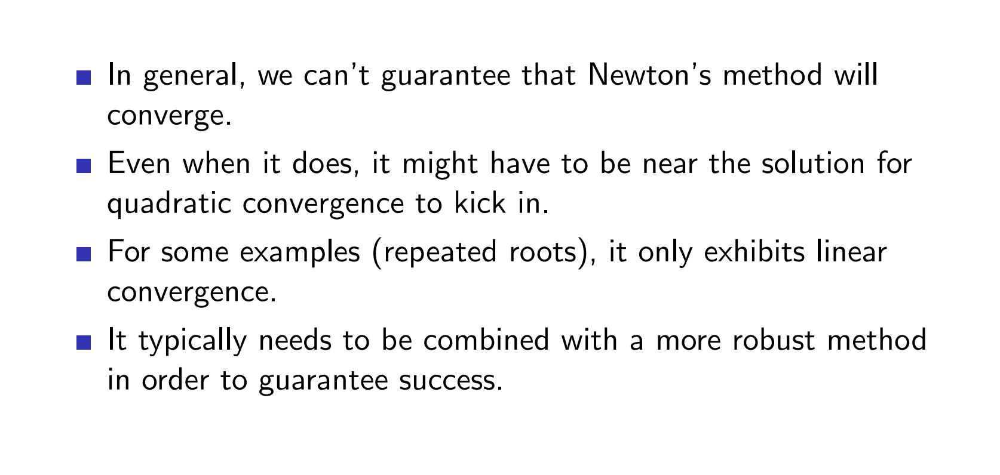 In general, we can't guarantee that Newton's method will
converge.
Even when it does, it might have to be near the solution for
quadratic convergence to kick in.
For some examples (repeated roots), it only exhibits linear
convergence.
It typically needs to be combined with a more robust method
in order to guarantee success.